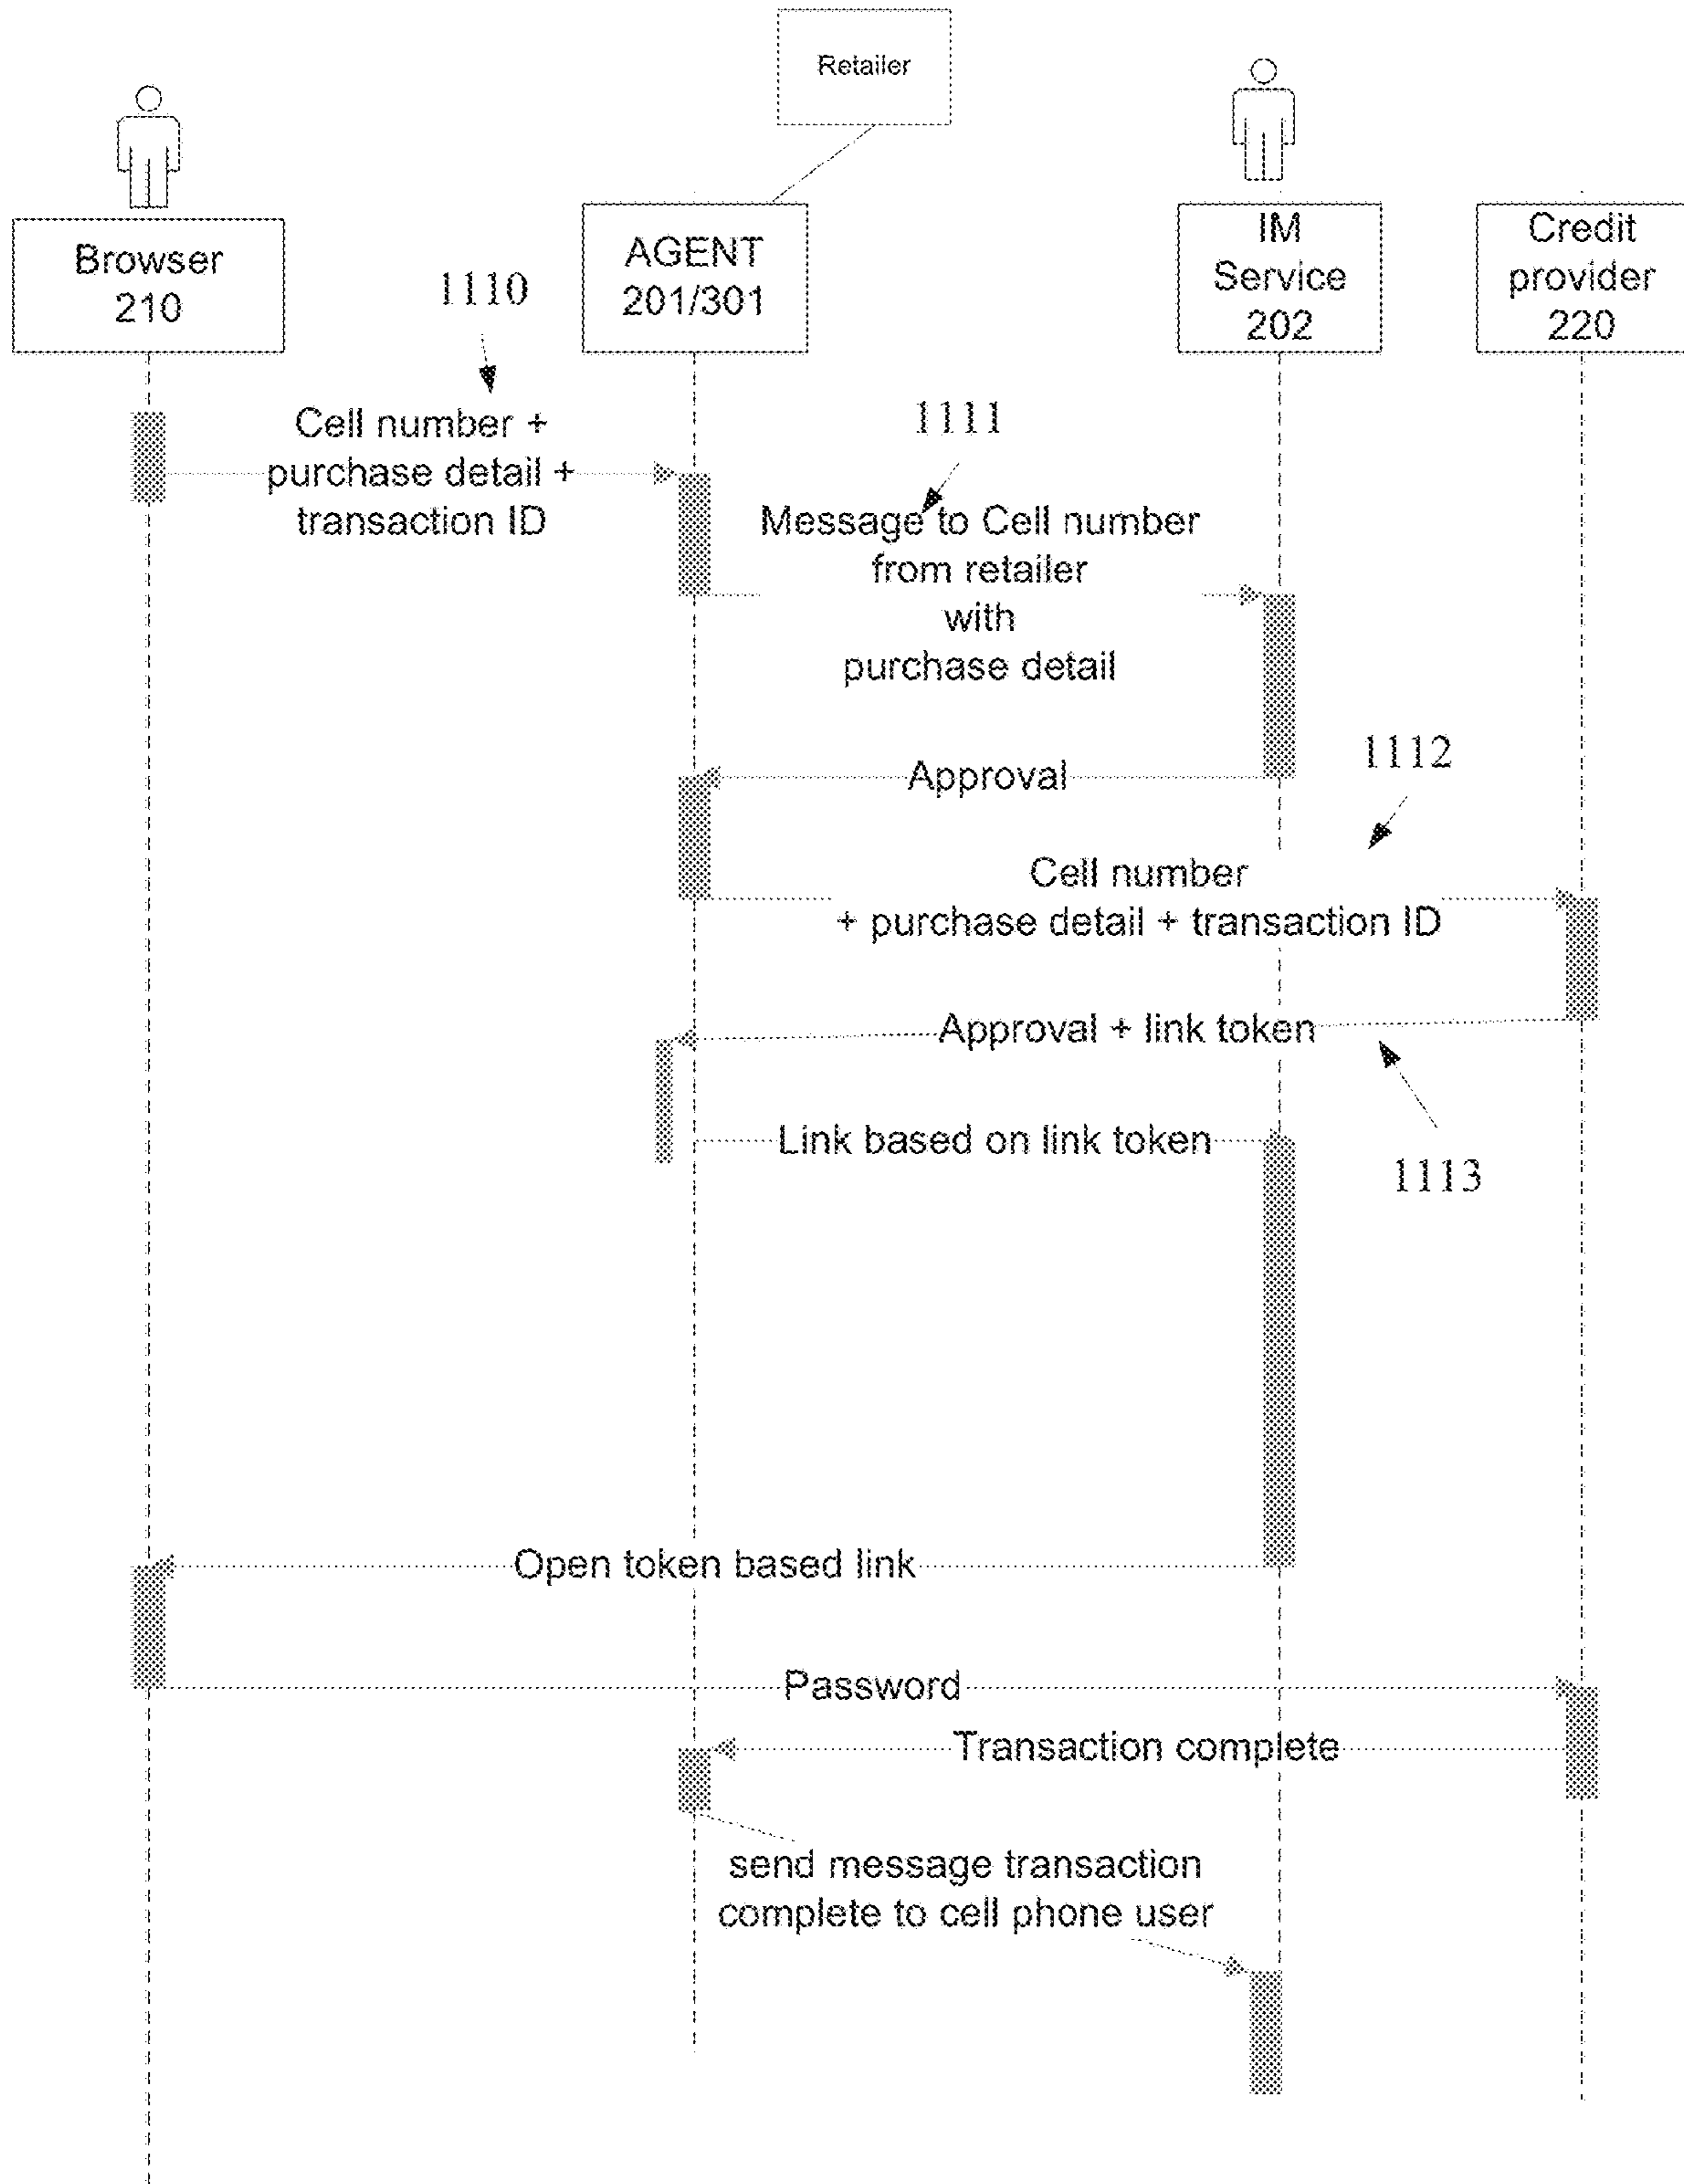 Retailer
Browser
210
AGENT
201/301
IM
Service
202
Credit
provider
220
1110
Cell number +
purchase detail +
transaction ID
1111
Message to Cell number
from retailer
with
purchase detail
Approval
1112
Cell number
+ purchase detail + transaction ID
Approval + link token
Link based on link token
1113
Open token based link
Password
Transaction complete
send message transaction
complete to cell phone user